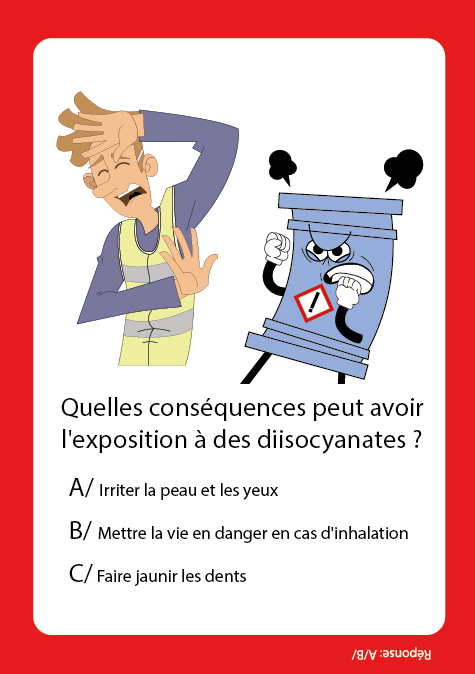 Quelles conséquences peut avoir
l'exposition à des diisocyanates ?
A/ Irriter la peau et les yeux
B/ Mettre la vie en danger en cas d'inhalation
C/ Faire jaunir les dents
Réponse: A/B/